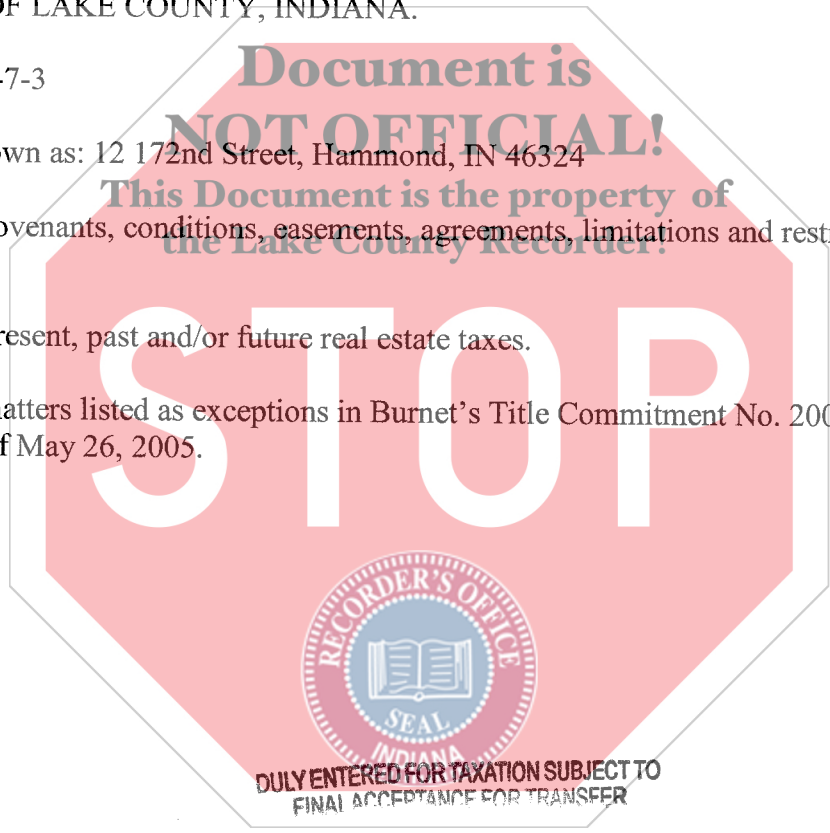 OF LAKE COUNTY, INDIANA.
Document is
-7-3
NOT OFFICIAL!
own as: 12 172nd Street, Hammond, IN 46324
This Document is the property of
ovenants, conditions, easements, agreements, limitations and rest
the Lake County Recorder!
STOP
resent, past and/or future real estate taxes.
atters listed as exceptions in Burnet's Title Commitment No. 200
f May 26, 2005.
RECORDER'S OFFICE
SEAL
INDIANA
DULY ENTERED FOR TAXATION SUBJECT TO
FINAL ACCEPTANCE FOR TRANSFER